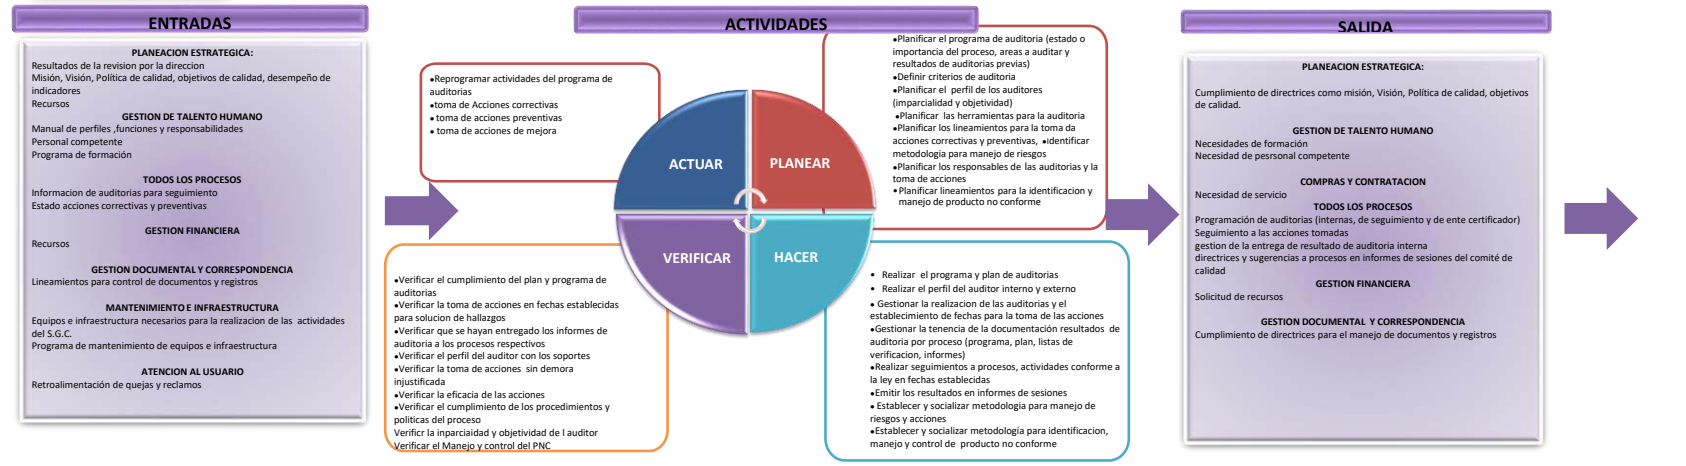 ENTRADAS
PLANEACION ESTRATEGICA:
Resultados de la revision por la direccion
Misión, Visión, Política de calidad, objetivos de calidad, desempeño de
indicadores
Recursos
GESTION DE TALENTO HUMANO
Manual de perfiles ,funciones y responsabilidades
Personal competente
Programa de formación
TODOS LOS PROCESOS
Informacion de auditorias para seguimiento
Estado acciones correctivas y preventivas
GESTION FINANCIERA
Recursos
GESTION DOCUMENTAL Y CORRESPONDENCIA
Lineamientos para control de documentos y registros
MANTENIMIENTO E INFRAESTRUCTURA
Equipos e infraestructura necesarios para la realizacion de las actividades
del S.G.C.
Programa de mantenimiento de equipos e infraestructura
ATENCION AL USUARIO
Retroalimentación de quejas y reclamos
ACTIVIDADES
•Reprogramar actividades del programa de
auditorias
•toma de Acciones correctivas
• toma de acciones preventivas
• toma de acciones de mejora
•Planificar el programa de auditoria (estado o
importancia del proceso, areas a auditar y
resultados de auditorias previas)
•Definir criterios de auditoria
•Planificar el perfil de los auditores
(imparcialidad y objetividad)
•Planificar las herramientas para la auditoria
•Planificar los lineamientos para la toma da
acciones correctivas y preventivas, •identificar
metodologia para manejo de riesgos
•Planificar los responsables de las auditorias y la
toma de acciones
•Planificar lineamientos para la identificacion y
manejo de producto no conforme
ACTUAR
PLANEAR
VERIFICAR
HACER
•Verificar el cumplimiento del plan y programa de
auditorias
•Verificar la toma de acciones en fechas establecidas
para solucion de hallazgos
•Verificar que se hayan entregado los informes de
auditoria a los procesos respectivos
•Verificar el perfil del auditor con los soportes
•Verificar la toma de acciones sin demora
injustificada
•Verificar la eficacia de las acciones
•Verificar el cumplimiento de los procedimientos y
politicas del proceso
Verificr la inparciaidad y objetividad de l auditor
Verificar el Manejo y control del PNC
• Realizar el programa y plan de auditorias
• Realizar el perfil del auditor interno y externo
• Gestionar la realizacion de las auditorias y el
establecimiento de fechas para la toma de las acciones
•Gestionar la tenencia de la documentación resultados de
auditoria por proceso (programa, plan, listas de
verificacion, informes)
•Realizar seguimientos a procesos, actividades conforme a
la ley en fechas establecidas
•Emitir los resultados en informes de sesiones
• Establecer y socializar metodologia para manejo de
riesgos y acciones
•Establecer y socializar metodología para identificacion,
manejo y control de producto no conforme
SALIDA
PLANEACION ESTRATEGICA:
Cumplimiento de directrices como misión, Visión, Política de calidad, objetivos
de calidad.
GESTION DE TALENTO HUMANO
Necesidades de formación
Necesidad de pesrsonal competente
COMPRAS Y CONTRATACION
Necesidad de servicio
TODOS LOS PROCESOS
Programación de auditorias (internas, de seguimiento y de ente certificador)
Seguimiento a las acciones tomadas
gestion de la entrega de resultado de auditoria interna
directrices y sugerencias a procesos en informes de sesiones del comité de
calidad
GESTION FINANCIERA
Solicitud de recursos
GESTION DOCUMENTAL Y CORRESPONDENCIA
Cumplimiento de directrices para el manejo de documentos y registros